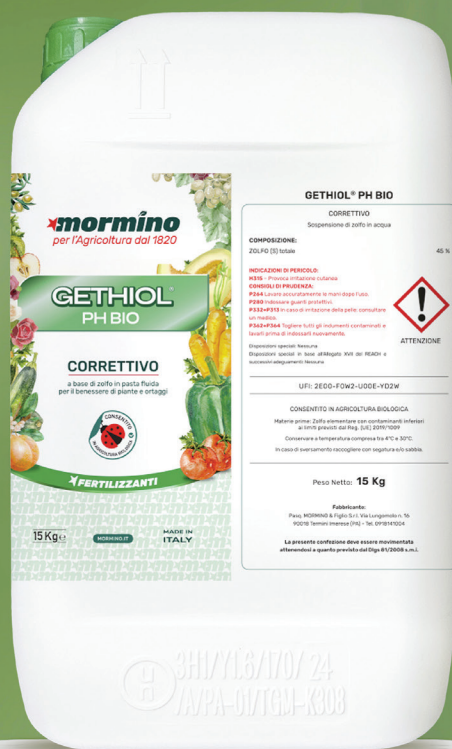 mormino
per l'Agricoltura dal 1820
GETHIOL®
PH BIO
CORRETTIVO
a base di zolfo in pasta fluida
per il benessere di piante e ortaggi
CONSENTITO
IN AGRICOLTURA BIOLOGICA
FERTILIZZANTI
15 Kg e
MORMINO.IT
MADE IN
ITALY
GETHIOL® PH BIO
CORRETTIVO
Sospensione di zolfo in acqua
COMPOSIZIONE:
ZOLFO (S) totale 45 %
INDICAZIONI DI PERICOLO:
H315 - Provoca irritazione cutanea.
CONSIGLI DI PRUDENZA:
P264 Lavare accuratamente le mani dopo l'uso.
P280 Indossare guanti protettivi.
P332+P313 In caso di irritazione della pelle, consultare
un medico.
P362+P364 Togliere tutti gli indumenti contaminati e
lavarli prima di indossarli nuovamente.
ATTENZIONE
Disposizioni speciali: Nessuna
Disposizioni speciali in base all'Allegato XVII del REACH e
successivi adeguamenti: Nessuna
UFI: 2E00-F0W2-U00E-YD2W
CONSENTITO IN AGRICOLTURA BIOLOGICA
Materie prime: Zolfo elementare con contaminanti inferiori
ai limiti previsti dal Reg. (UE) 2019/1009
Conservare a temperatura compresa tra 4°C e 30°C.
In caso di sversamento raccogliere con segatura e/o sabbia.
Peso Netto: 15 Kg
Fabbricante:
Pasq. MORMINO & Figlio S.r.l. Via Lungomolo n. 16
90018 Termini Imerese (PA) - Tel. 0918141004
La presente confezione deve essere movimentata
attenendosi a quanto previsto dal Dlgs 81/2008 s.m.i.
3H1/Y1.6/170/ 24
/A/PA-01/TGM-K308